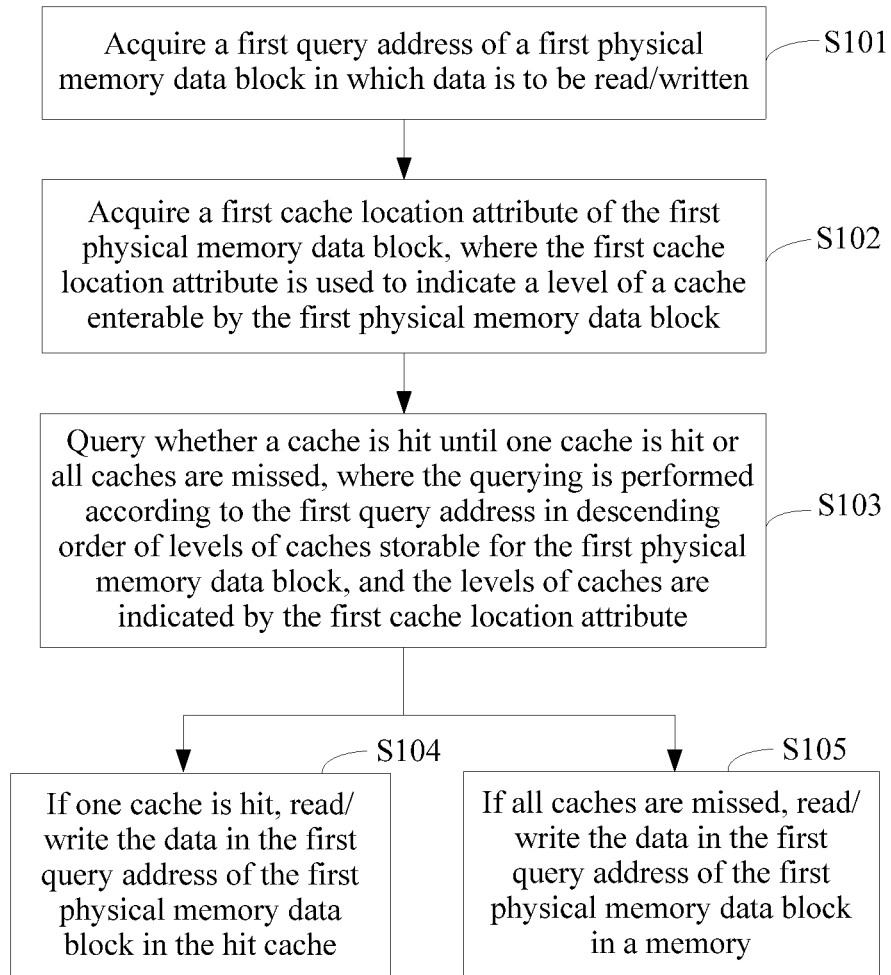 Acquire a first query address of a first physical
memory data block in which data is to be read/written
S101
Acquire a first cache location attribute of the first
physical memory data block, where the first cache
location attribute is used to indicate a level of a cache
enterable by the first physical memory data block
S102
Query whether a cache is hit until one cache is hit or
all caches are missed, where the querying is performed
according to the first query address in descending
order of levels of caches storable for the first physical
memory data block, and the levels of caches are
indicated by the first cache location attribute
S103
S104
If one cache is hit, read/
write the data in the first
query address of the first
physical memory data
block in the hit cache
S105
If all caches are missed, read/
write the data in the first
query address of the first
physical memory data block
in a memory